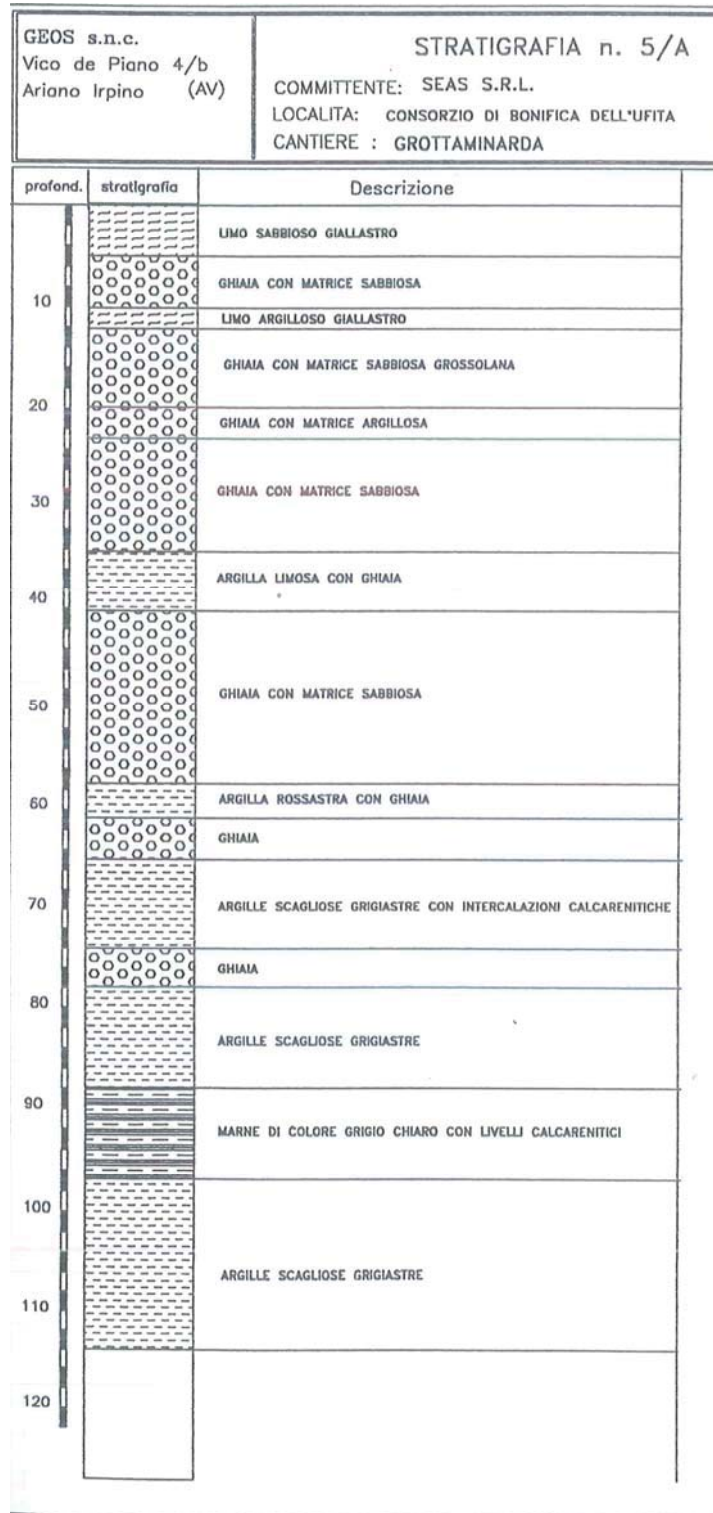 GEOS s.n.c.
Vico de Piano 4/b
Ariano Irpino (AV)
STRATIGRAFIA n. 5/A
COMMITTENTE: SEAS S.R.L.
LOCALITA: CONSORZIO DI BONIFICA DELL'UFITA
CANTIERE : GROTTAMINARDA
profond. stratigrafia Descrizione
LIMO SABBIOSO GIALLASTRO
GHIAIA CON MATRICE SABBIOSA
10
LIMO ARGILLOSO GIALLASTRO
GHIAIA CON MATRICE SABBIOSA GROSSOLANA
20
GHIAIA CON MATRICE ARGILLOSA
GHIAIA CON MATRICE SABBIOSA
30
ARGILLA LIMOSA CON GHIAIA
40
GHIAIA CON MATRICE SABBIOSA
50
ARGILLA ROSSASTRA CON GHIAIA
60
GHIAIA
70
ARGILLE SCAGLIOSE GRIGIASTRE CON INTERCALAZIONI CALCARENITICHE
GHIAIA
80
ARGILLE SCAGLIOSE GRIGIASTRE
90
MARNE DI COLORE GRIGIO CHIARO CON LIVELLI CALCARENITICI
100
ARGILLE SCAGLIOSE GRIGIASTRE
110
120